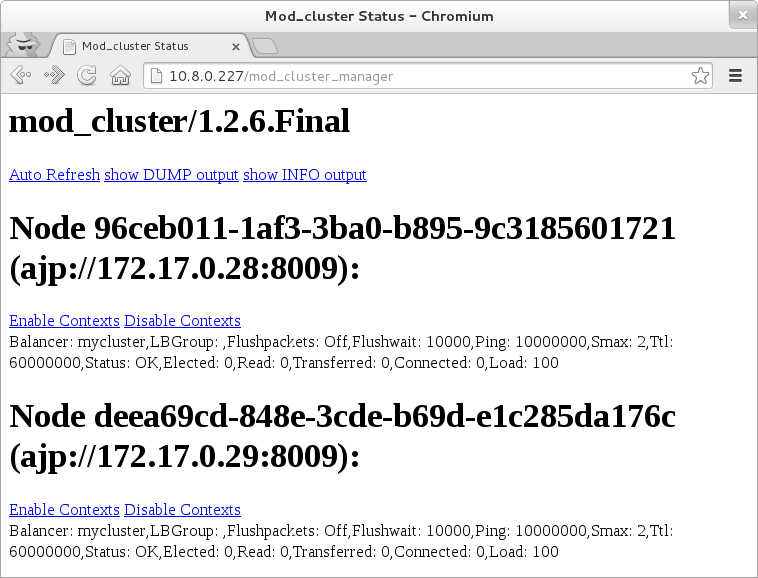 Mod_cluster Status - Chromium
Mod_cluster Status
10.8.0.227/mod_cluster_manager
mod_cluster/1.2.6.Final
Auto Refresh show DUMP output show INFO output
Node 96ceb011-1af3-3ba0-b895-9c3185601721
(ajp://172.17.0.28:8009):
Enable Contexts Disable Contexts
Balancer: mycluster,LBGroup: ,Flushpackets: Off,Flushwait: 10000,Ping: 10000000,Smax: 2,Ttl:
60000000,Status: OK,Elected: 0,Read: 0,Transferred: 0,Connected: 0,Load: 100
Node deea69cd-848e-3cde-b69d-e1c285da176c
(ajp://172.17.0.29:8009):
Enable Contexts Disable Contexts
Balancer: mycluster,LBGroup: ,Flushpackets: Off,Flushwait: 10000,Ping: 10000000,Smax: 2,Ttl:
60000000,Status: OK,Elected: 0,Read: 0,Transferred: 0,Connected: 0,Load: 100